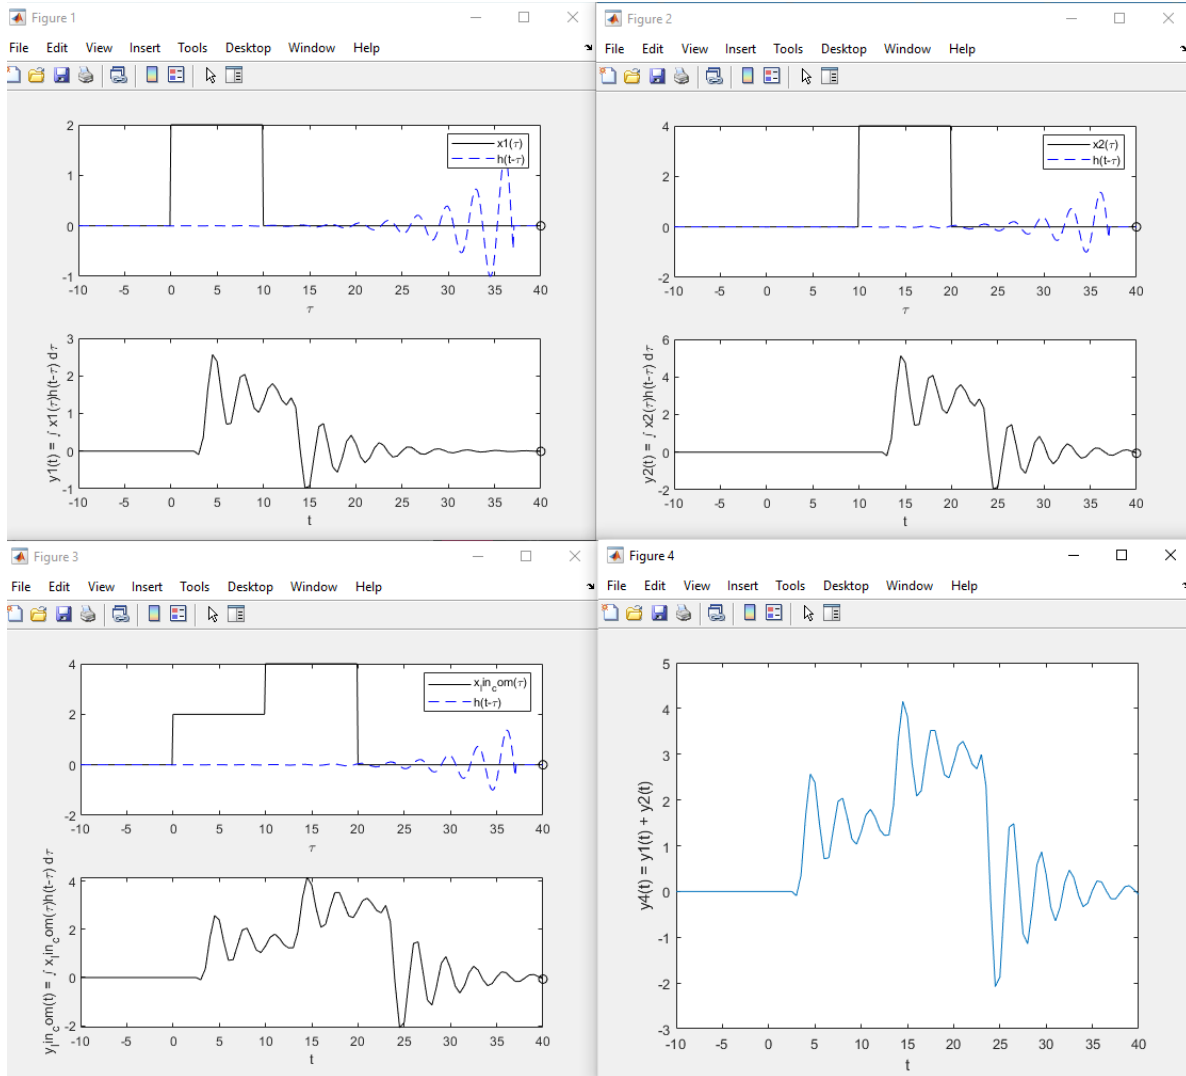 Figure 1
File Edit View Insert Tools Desktop Window Help
2
1
0
-1
x1(τ)
h(t-τ)
-10 -5 0 5 10 15 20 25 30 35 40
τ
y1(t) = ∫ x1(τ)h(t-τ) dτ
3
2
1
0
-1
-10 -5 0 5 10 15 20 25 30 35 40
t
Figure 2
File Edit View Insert Tools Desktop Window Help
4
2
0
-2
x2(τ)
h(t-τ)
-10 -5 0 5 10 15 20 25 30 35 40
τ
y2(t) = ∫ x2(τ)h(t-τ) dτ
6
4
2
0
-2
-10 -5 0 5 10 15 20 25 30 35 40
t
Figure 3
File Edit View Insert Tools Desktop Window Help
4
2
0
-2
x_lin_com(τ)
h(t-τ)
-10 -5 0 5 10 15 20 25 30 35 40
τ
y_lin_com(t) = ∫ x_lin_com(τ)h(t-τ) dτ
4
2
0
-2
-10 -5 0 5 10 15 20 25 30 35 40
t
Figure 4
File Edit View Insert Tools Desktop Window Help
y4(t) = y1(t) + y2(t)
5
4
3
2
1
0
-1
-2
-3
-10 -5 0 5 10 15 20 25 30 35 40
t